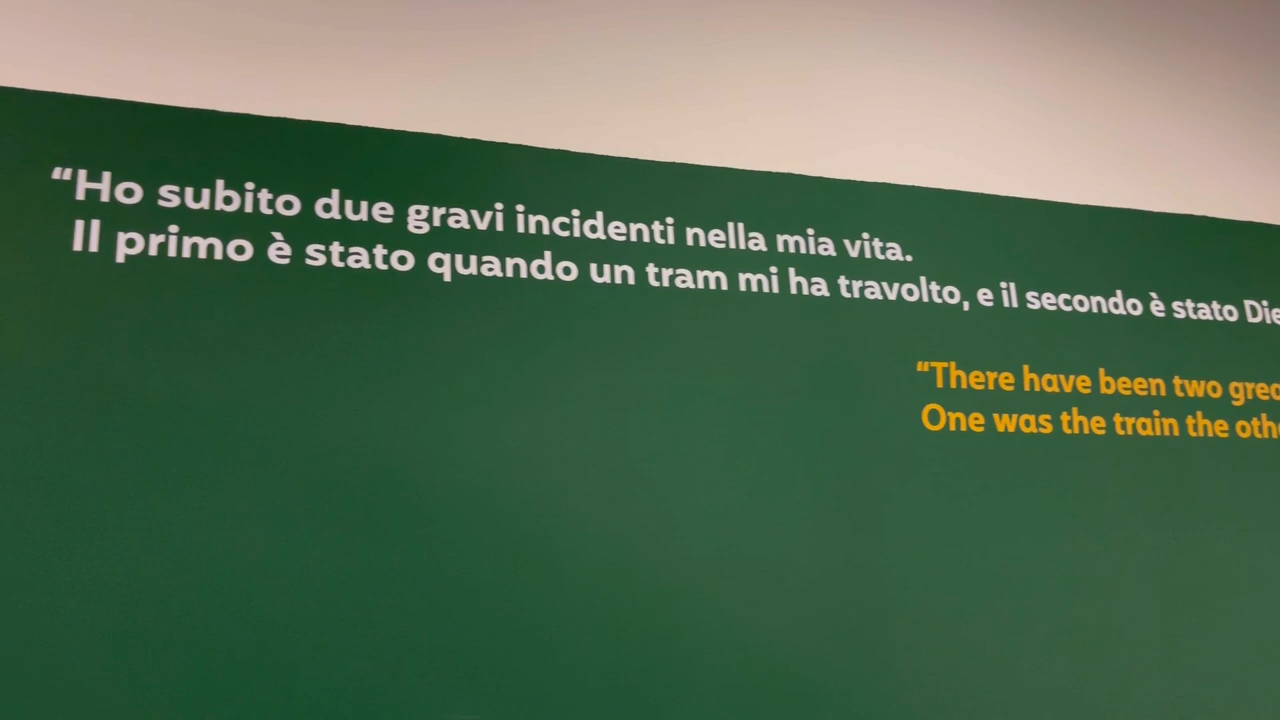 “Ho subito due gravi incidenti nella mia vita.
Il primo è stato quando un tram mi ha travolto, e il secondo è stato
“There have been two
One was the train the